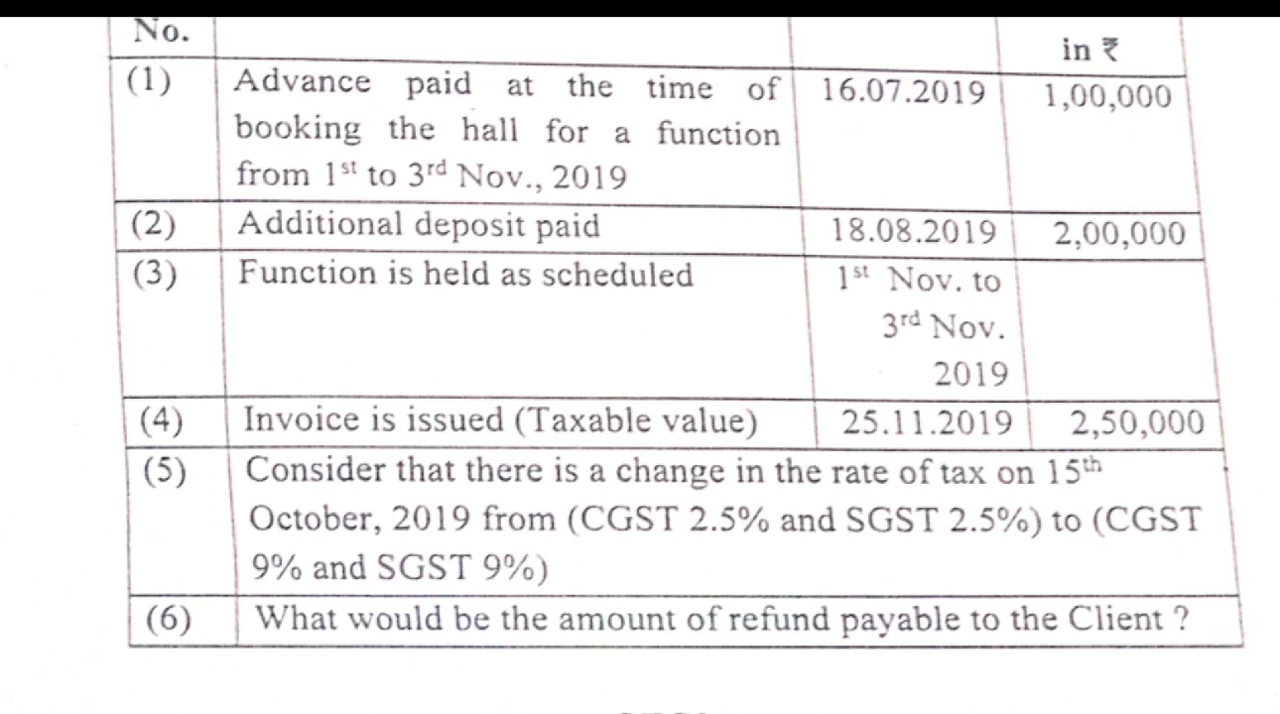 No.
in ₹
(1) Advance paid at the time of 16.07.2019 1,00,000
booking the hall for a function
from 1st to 3rd Nov., 2019
(2) Additional deposit paid 18.08.2019 2,00,000
(3) Function is held as scheduled 1st Nov. to
3rd Nov.
2019
(4) Invoice is issued (Taxable value) 25.11.2019 2,50,000
(5) Consider that there is a change in the rate of tax on 15th
October, 2019 from (CGST 2.5% and SGST 2.5%) to (CGST
9% and SGST 9%)
(6) What would be the amount of refund payable to the Client ?